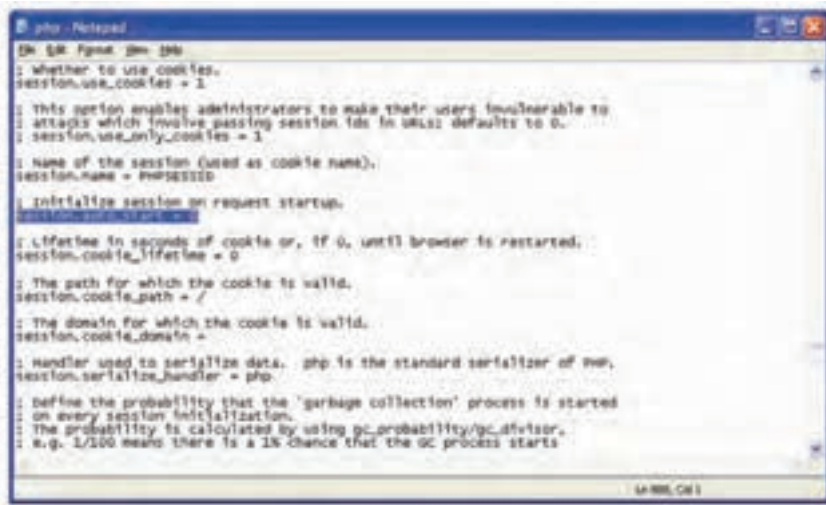 php - Notepad
File Edit Format View Help
; Whether to use cookies.
session.use_cookies = 1
; This option enables administrators to make their users invulnerable to
; attacks which involve passing session ids in URLs; defaults to 0.
; session.use_only_cookies = 1
; Name of the session (used as cookie name).
session.name = PHPSESSID
; Initialize session on request startup.
session.auto_start = 0
; Lifetime in seconds of cookie or, if 0, until browser is restarted.
session.cookie_lifetime = 0
; The path for which the cookie is valid.
session.cookie_path = /
; The domain for which the cookie is valid.
session.cookie_domain =
; Handler used to serialize data. php is the standard serializer of PHP.
session.serialize_handler = php
; Define the probability that the 'garbage collection' process is started
; on every session initialization.
; The probability is calculated by using gc_probability/gc_divisor,
; e.g. 1/100 means there is a 1% chance that the GC process starts
Col 1